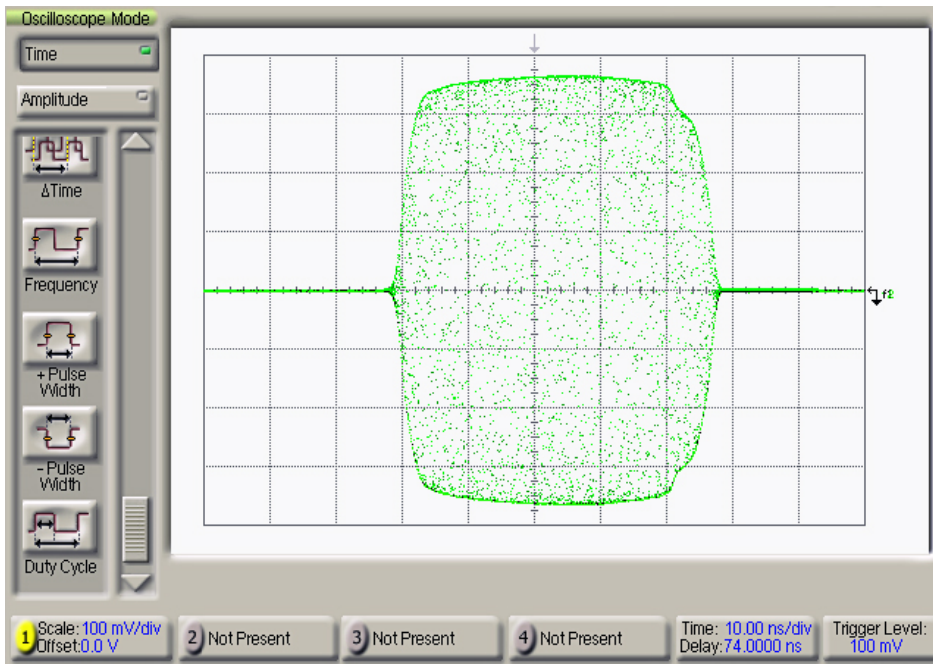 Oscilloscope Mode
Time
Amplitude
ΔTime
Frequency
+ Pulse
Width
- Pulse
Width
Duty Cycle
1 Scale: 100 mV/div
Offset:0.0 V
2 Not Present
3 Not Present
4 Not Present
Time: 10.00 ns/div
Delay:74.0000 ns
Trigger Level:
100 mV